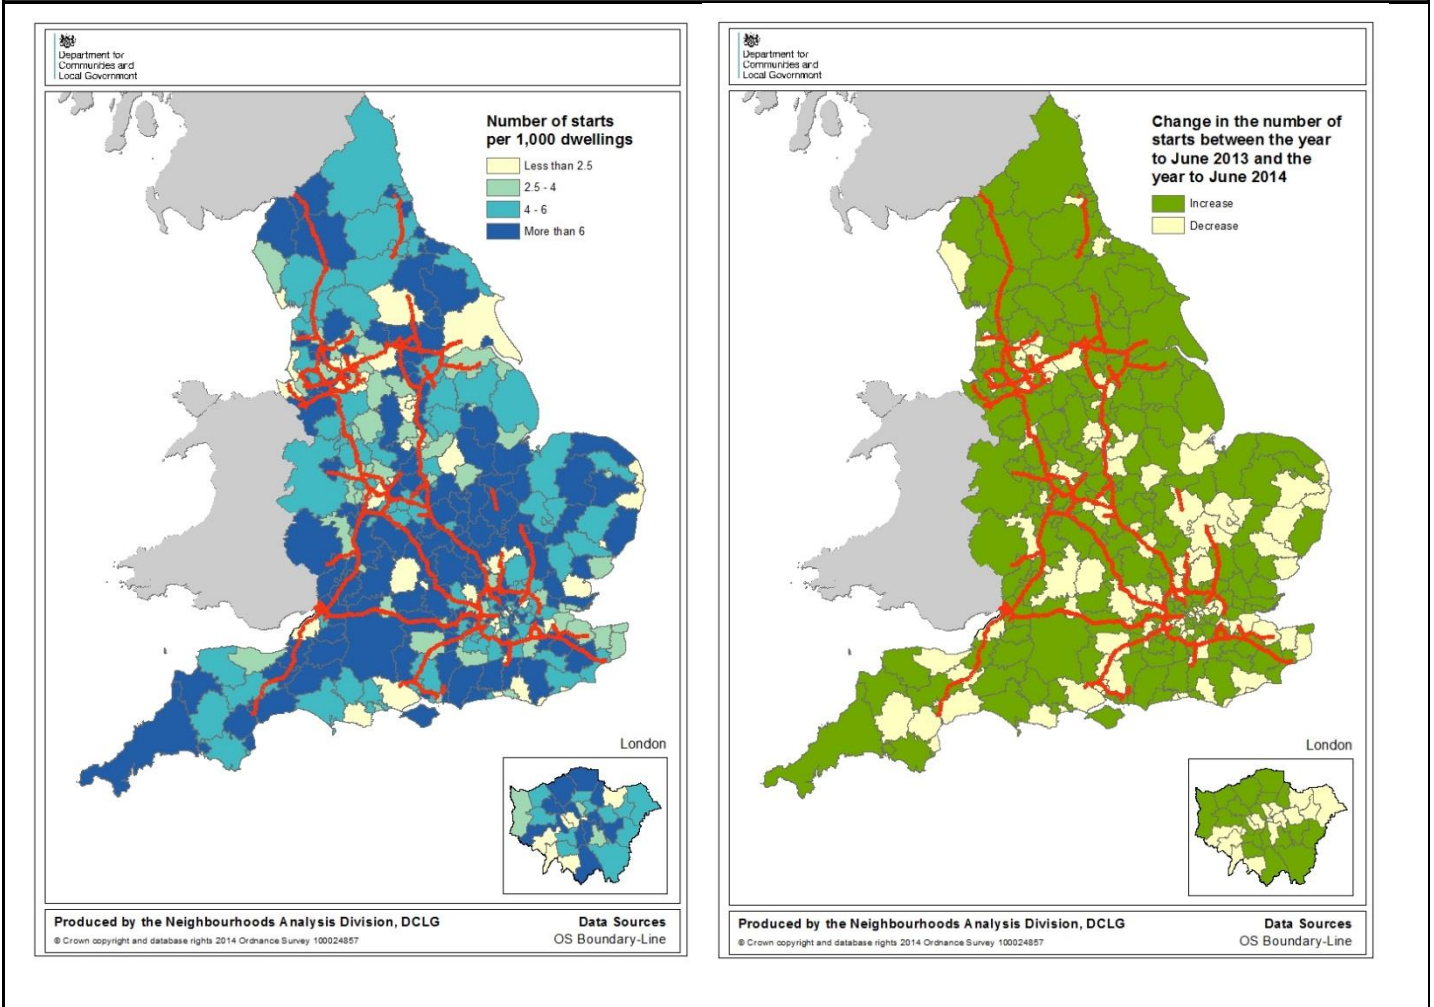 Department for
Communities and
Local Government
Number of starts
per 1,000 dwellings
Less than 2.5
2.5 - 4
4 - 6
More than 6
London
Produced by the Neighbourhoods Analysis Division, DCLG
Data Sources
© Crown copyright and database rights 2014 Ordnance Survey 100024857
OS Boundary-Line
Department for
Communities and
Local Government
Change in the number of
starts between the year
to June 2013 and the
year to June 2014
Increase
Decrease
London
Produced by the Neighbourhoods Analysis Division, DCLG
Data Sources
© Crown copyright and database rights 2014 Ordnance Survey 100024857
OS Boundary-Line